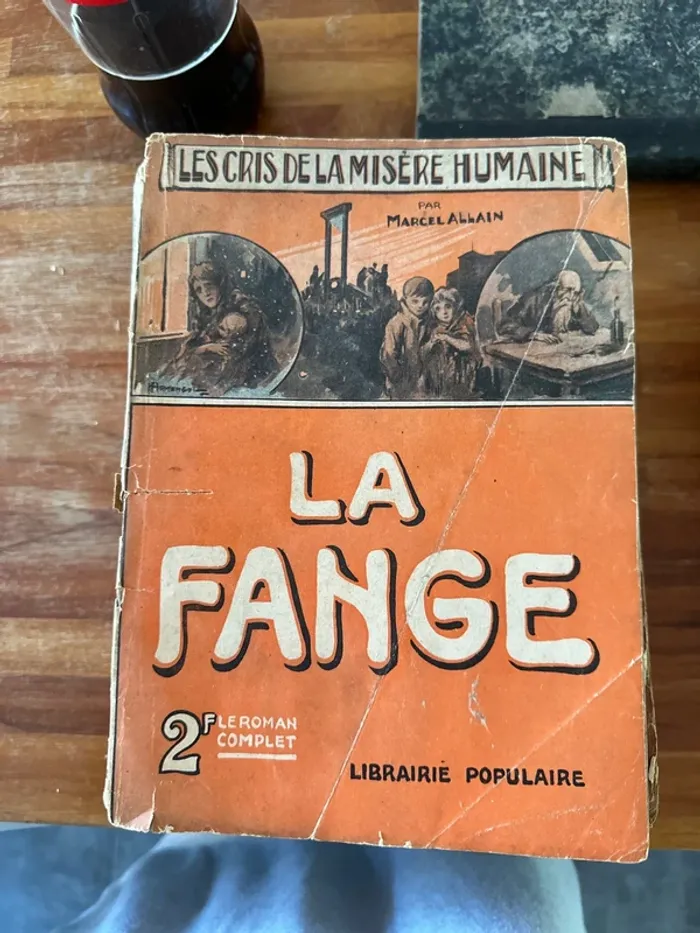 LES CRIS DE LA MISÈRE HUMAINE
PAR
MARCEL ALLAIN
LA
FANGE
2F LE ROMAN
COMPLET
LIBRAIRIE POPULAIRE